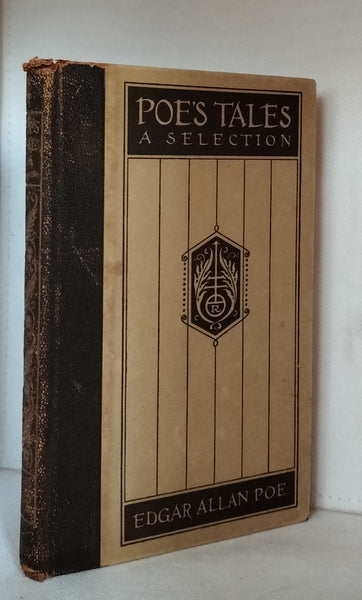 POE'S TALES
A SELECTION
R
EDGAR ALLAN POE